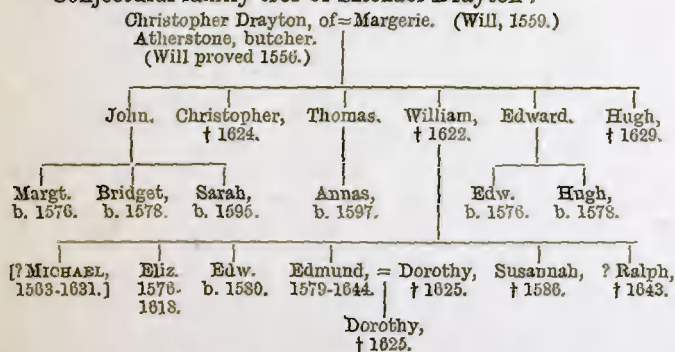 Conjectural family tree of Michael Drayton.
Christopher Drayton, of=Margerie. (Will, 1559.)
Atherstone, butcher.
(Will proved 1556.)
John. Christopher, Thomas. William, Edward. Hugh,
† 1624. † 1622. † 1629.
Margt. Bridget, Sarah, Annas, Edw. Hugh,
b. 1576. b. 1578. b. 1595. b. 1597. b. 1576. b. 1578.
[? MICHAEL, Eliz. Edw. Edmund, = Dorothy, Susannah, ? Ralph,
1563-1631.] 1576- b. 1580. 1579-1644. † 1625. † 1586. † 1643.
1618.
Dorothy,
† 1625.